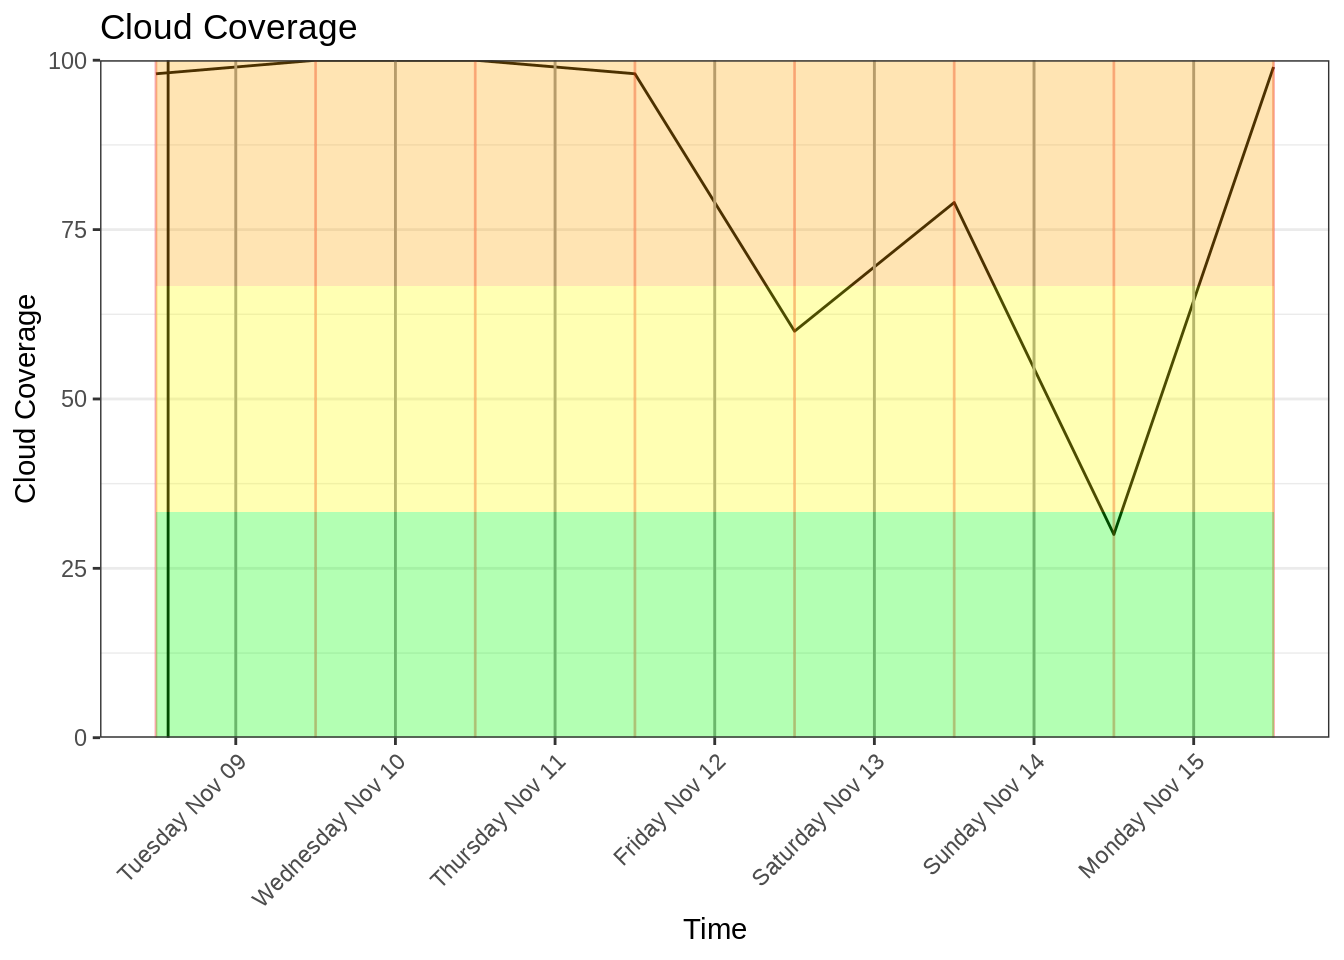 Cloud Coverage
100
75
50
25
0
Cloud Coverage
Tuesday Nov 09
Wednesday Nov 10
Thursday Nov 11
Friday Nov 12
Saturday Nov 13
Sunday Nov 14
Monday Nov 15
Time